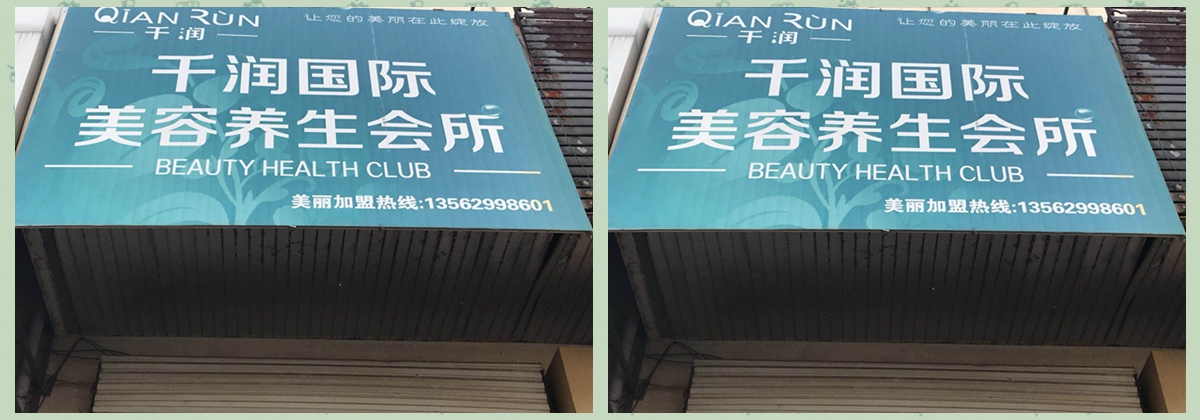 QIAN RUN
让您的美丽在此绽放
千润
千润国际
美容养生会所
BEAUTY HEALTH CLUB
美丽加盟热线:13562998601
QIAN RUN
让您的美丽在此绽放
千润
千润国际
美容养生会所
BEAUTY HEALTH CLUB
美丽加盟热线:13562998601